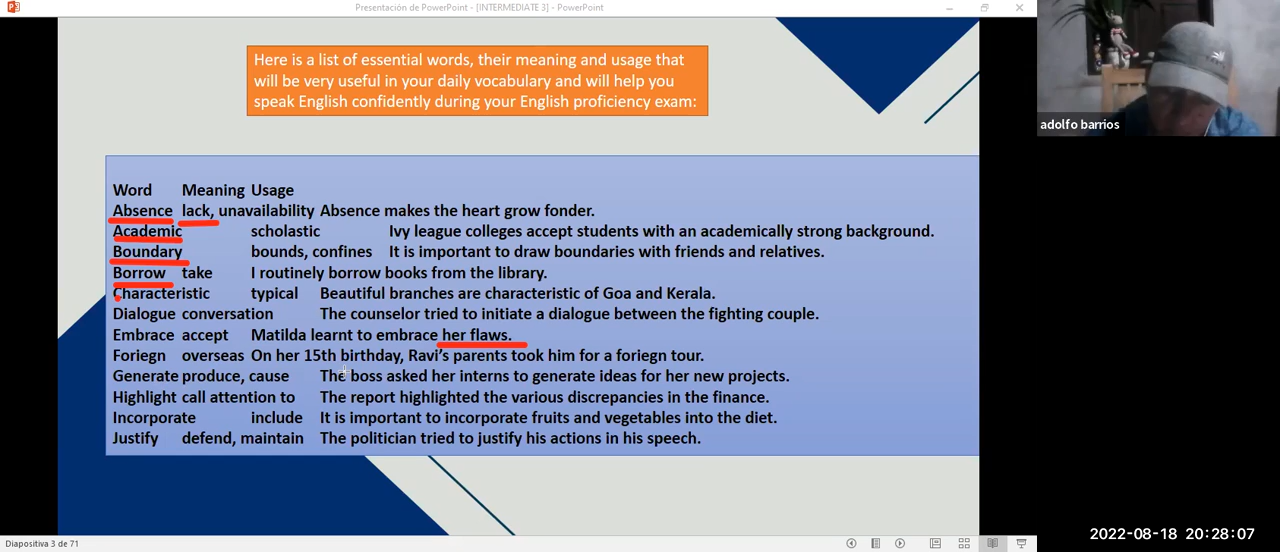 Presentación de PowerPoint - [INTERMEDIATE 3] - PowerPoint
Here is a list of essential words, their meaning and usage that
will be very useful in your daily vocabulary and will help you
speak English confidently during your English proficiency exam:
adolfo barrios
Word Meaning Usage
Absence lack, unavailability Absence makes the heart grow fonder.
Academic scholastic Ivy league colleges accept students with an academically strong background.
Boundary bounds, confines It is important to draw boundaries with friends and relatives.
Borrow take I routinely borrow books from the library.
Characteristic typical Beautiful branches are characteristic of Goa and Kerala.
Dialogue conversation The counselor tried to initiate a dialogue between the fighting couple.
Embrace accept Matilda learnt to embrace her flaws.
Foriegn overseas On her 15th birthday, Ravi's parents took him for a foriegn tour.
Generate produce, cause The boss asked her interns to generate ideas for her new projects.
Highlight call attention to The report highlighted the various discrepancies in the finance.
Incorporate include It is important to incorporate fruits and vegetables into the diet.
Justify defend, maintain The politician tried to justify his actions in his speech.
Diapositiva 3 de 71
2022-08-18 20:28:07